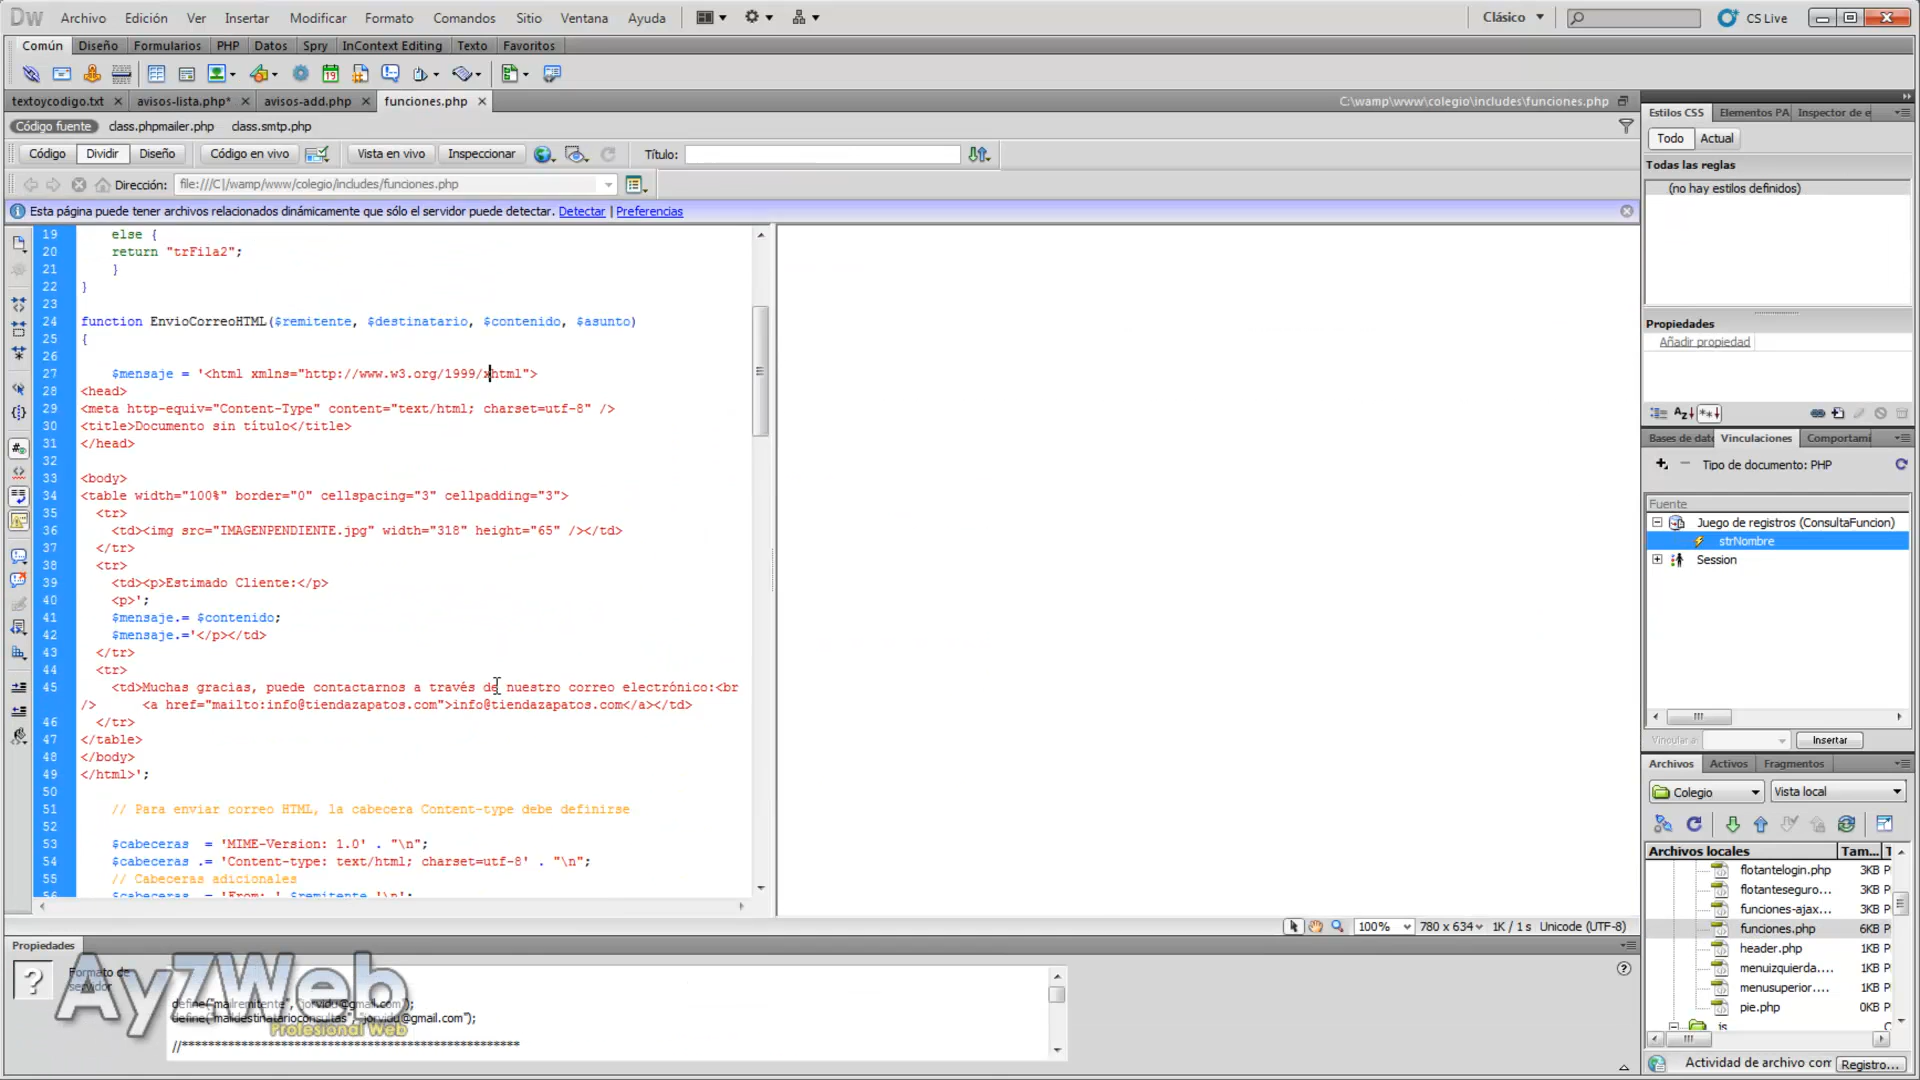 Dw Archivo Edición Ver Insertar Modificar Formato Comandos Sitio Ventana Ayuda Clásico CS Live
Común Diseño Formularios PHP Datos Spry InContext Editing Texto Favoritos
19
textoycodigo.txt avisos-lista.php* avisos-add.php funciones.php C:\wamp\www\colegio\includes\funciones.php
Código fuente class.phpmailer.php class.smtp.php
Código Dividir Diseño Código en vivo Vista en vivo Inspeccionar Título:
Dirección: file:///C|/wamp/www/colegio/includes/funciones.php
Esta página puede tener archivos relacionados dinámicamente que sólo el servidor puede detectar. Detectar | Preferencias
19 else {
20 return "trFila2";
21 }
22 }
23
24 function EnvioCorreoHTML($remitente, $destinatario, $contenido, $asunto)
25 {
26
27 $mensaje = '<html xmlns="http://www.w3.org/1999/xhtml">
28 <head>
29 <meta http-equiv="Content-Type" content="text/html; charset=utf-8" />
30 <title>Documento sin título</title>
31 </head>
32
33 <body>
34 <table width="100%" border="0" cellspacing="3" cellpadding="3">
35 <tr>
36 <td><img src="IMAGENPENDIENTE.jpg" width="318" height="65" /></td>
37 </tr>
38 <tr>
39 <td><p>Estimado Cliente:</p>
40 <p>';
41 $mensaje.= $contenido;
42 $mensaje.='</p></td>
43 </tr>
44 <tr>
45 <td>Muchas gracias, puede contactarnos a través de nuestro correo electrónico:<br
/> <a href="mailto:info@tiendazapatos.com">info@tiendazapatos.com</a></td>
46 </tr>
47 </table>
48 </body>
49 </html>';
50
51 // Para enviar correo HTML, la cabecera Content-type debe definirse
52
53 $cabeceras = 'MIME-Version: 1.0' . "\n";
54 $cabeceras .= 'Content-type: text/html; charset=utf-8' . "\n";
55 // Cabeceras adicionales
56
100% 780 x 634 1K / 1 s Unicode (UTF-8)
Propiedades
Formato de
servidor
define("mailremitente", "jorvidu@gmail.com");
define("maildestinatarioconsultas", "jorvidu@gmail.com");
//***************************************************
AyZWeb
Profesional Web
Estilos CSS Elementos PA Inspector de e
Todo Actual
Todas las reglas
(no hay estilos definidos)
Propiedades
Añadir propiedad
Bases de dat Vinculaciones Comportami
Tipo de documento: PHP
Fuente
Juego de registros (ConsultaFuncion)
strNombre
Session
Vincular a: Insertar
Archivos Activos Fragmentos
Colegio Vista local
Archivos locales Tam... T
flotantelogin.php 3KB P
flotanteseguro... 3KB P
funciones-ajax... 3KB P
funciones.php 6KB P
header.php 1KB P
menuizquierda.... 1KB P
menusuperior.... 1KB P
pie.php 0KB P
js
Actividad de archivo com Registro...